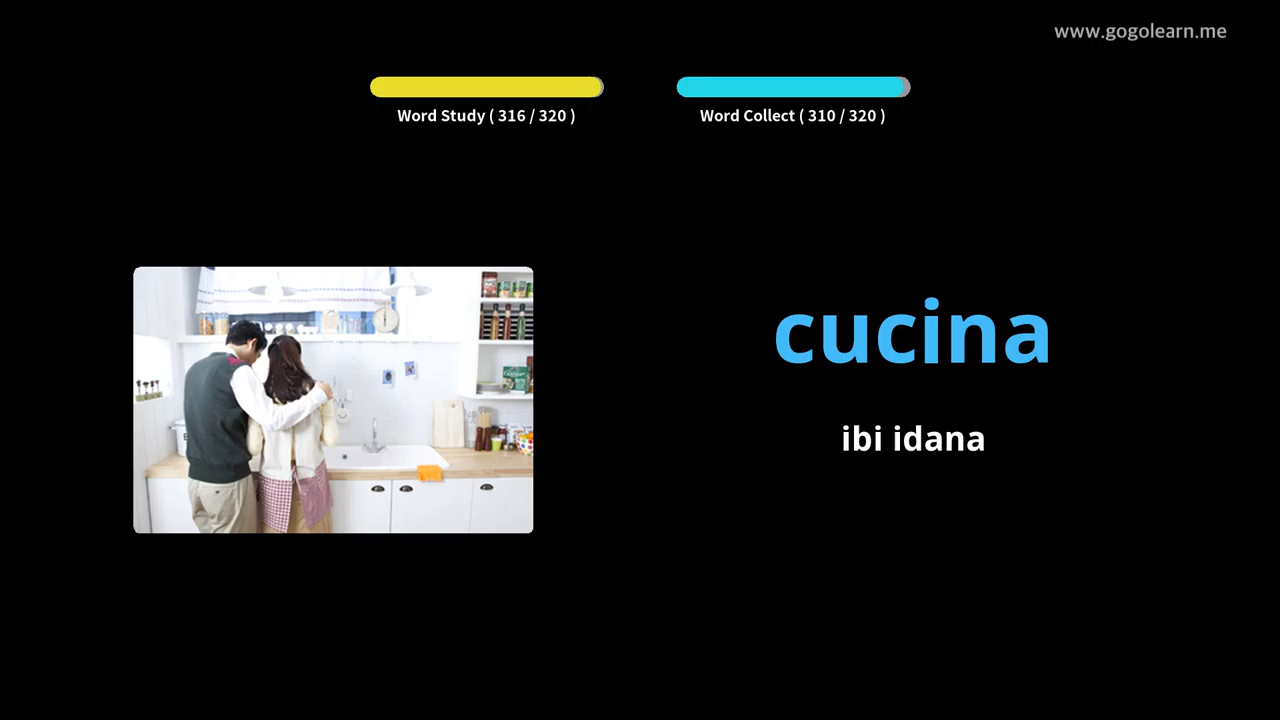 www.gogolearn.me
Word Study ( 316 / 320 )
Word Collect ( 310 / 320 )
cucina
ibi idana